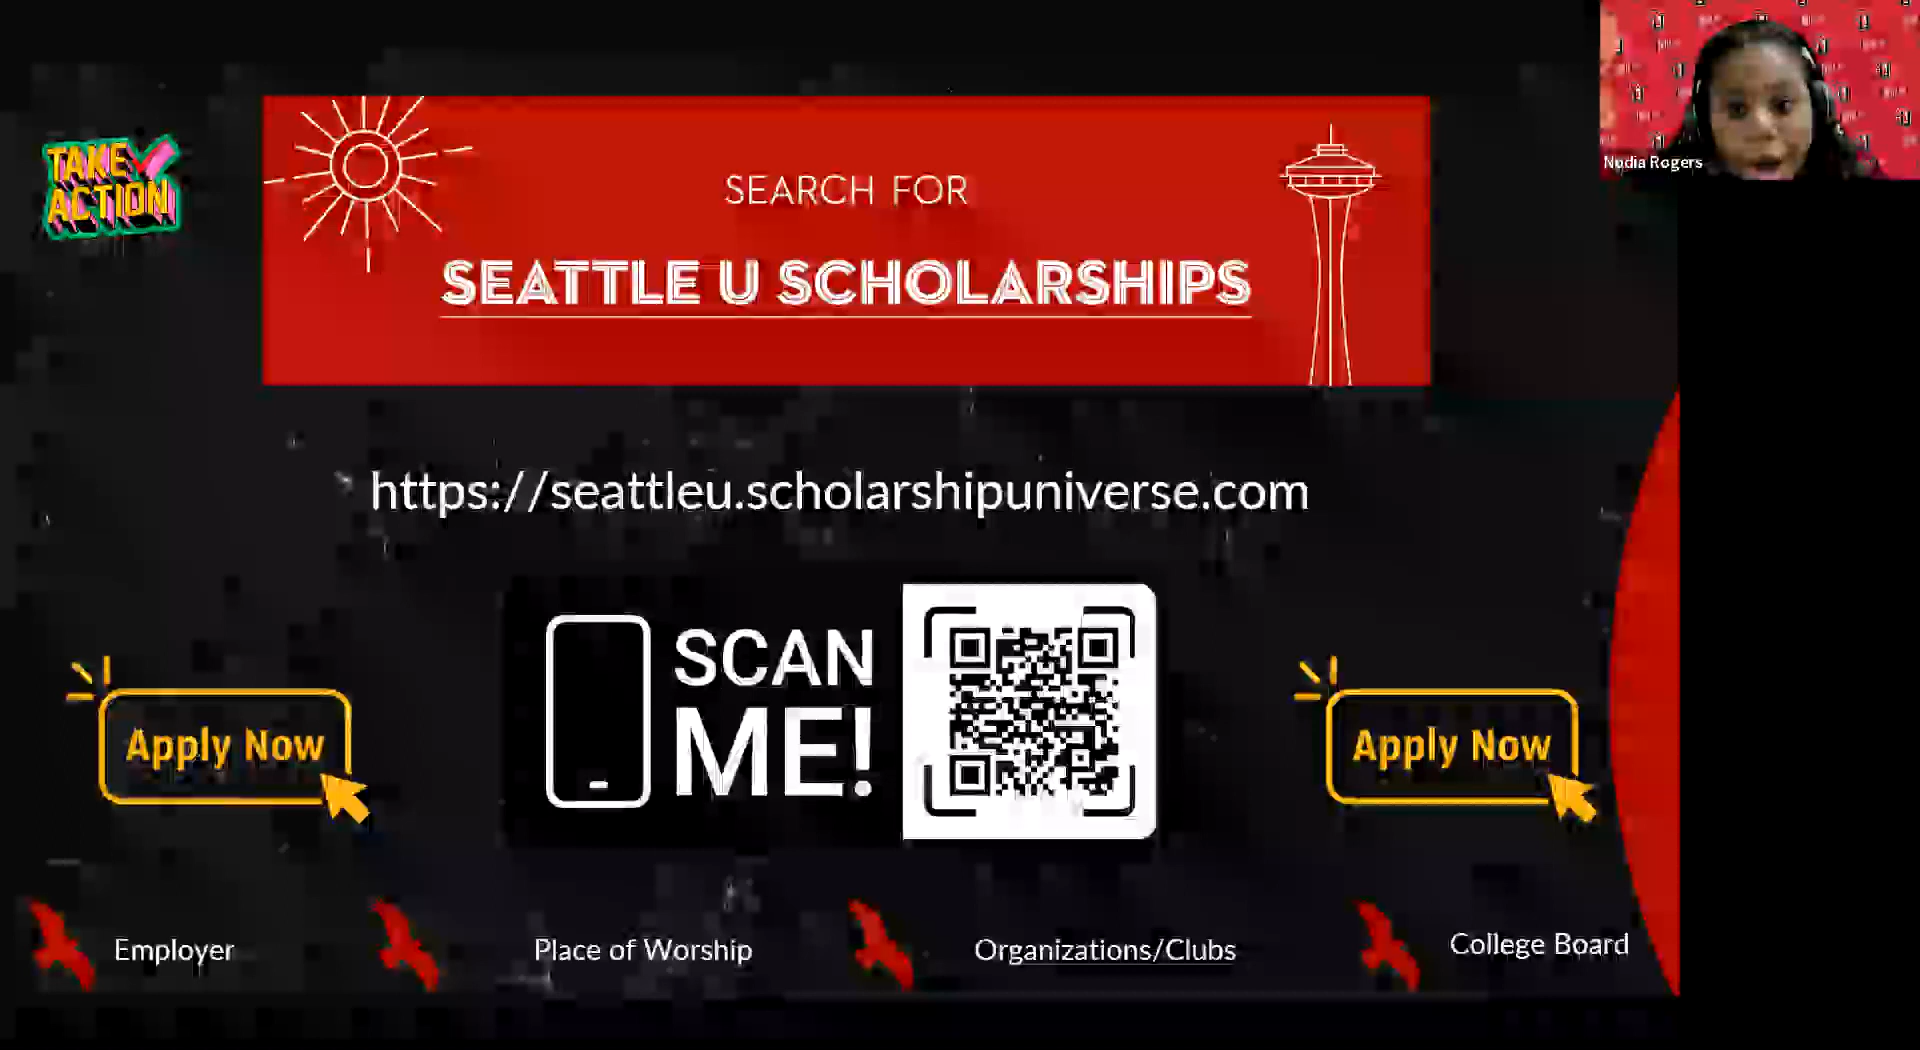 TAKE
ACTION
SEARCH FOR
SEATTLE U SCHOLARSHIPS
Nadia Rogers
https://seattleu.scholarshipuniverse.com
SCAN
ME!
Apply Now
Apply Now
Employer
Place of Worship
Organizations/Clubs
College Board